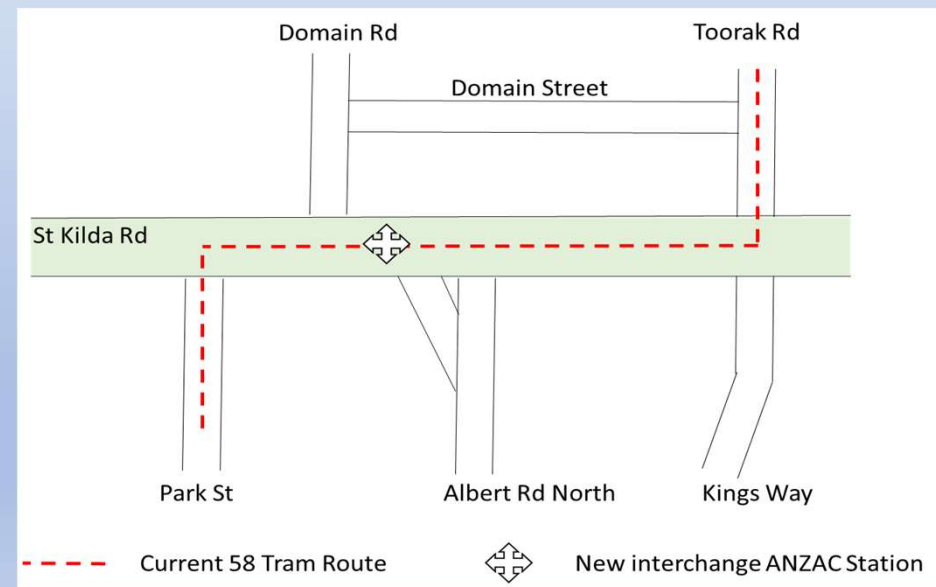 Domain Rd
Toorak Rd
Domain Street
St Kilda Rd
Park St
Albert Rd North
Kings Way
Current 58 Tram Route
New interchange ANZAC Station